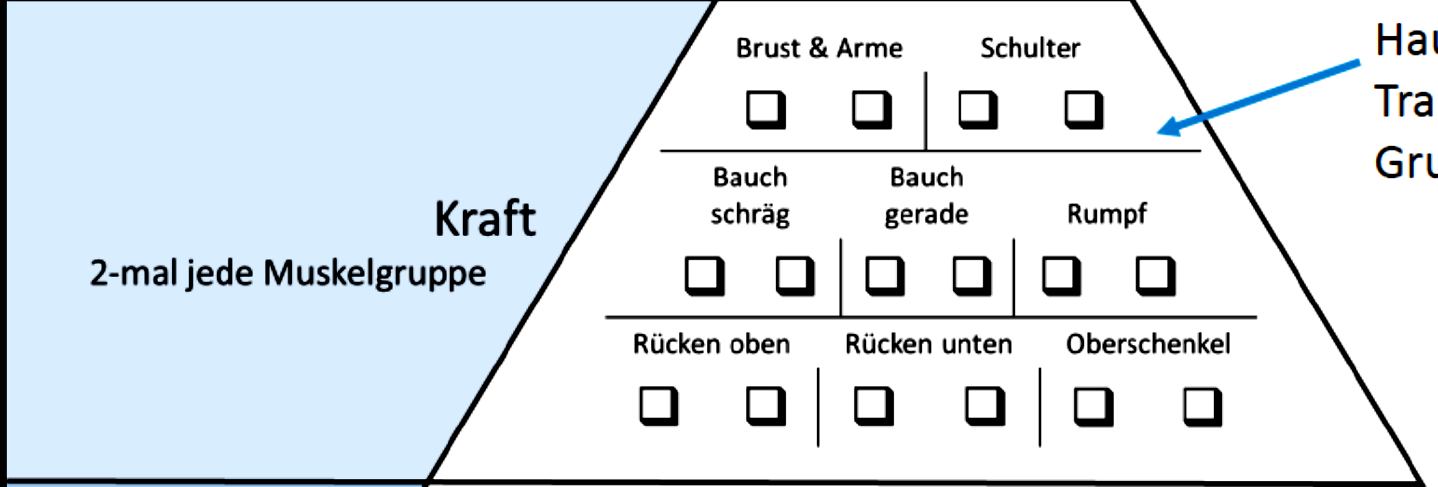 Brust & Arme
Schulter
Bauch
schräg
Bauch
gerade
Rumpf
Kraft
2-mal jede Muskelgruppe
Rücken oben
Rücken unten
Oberschenkel